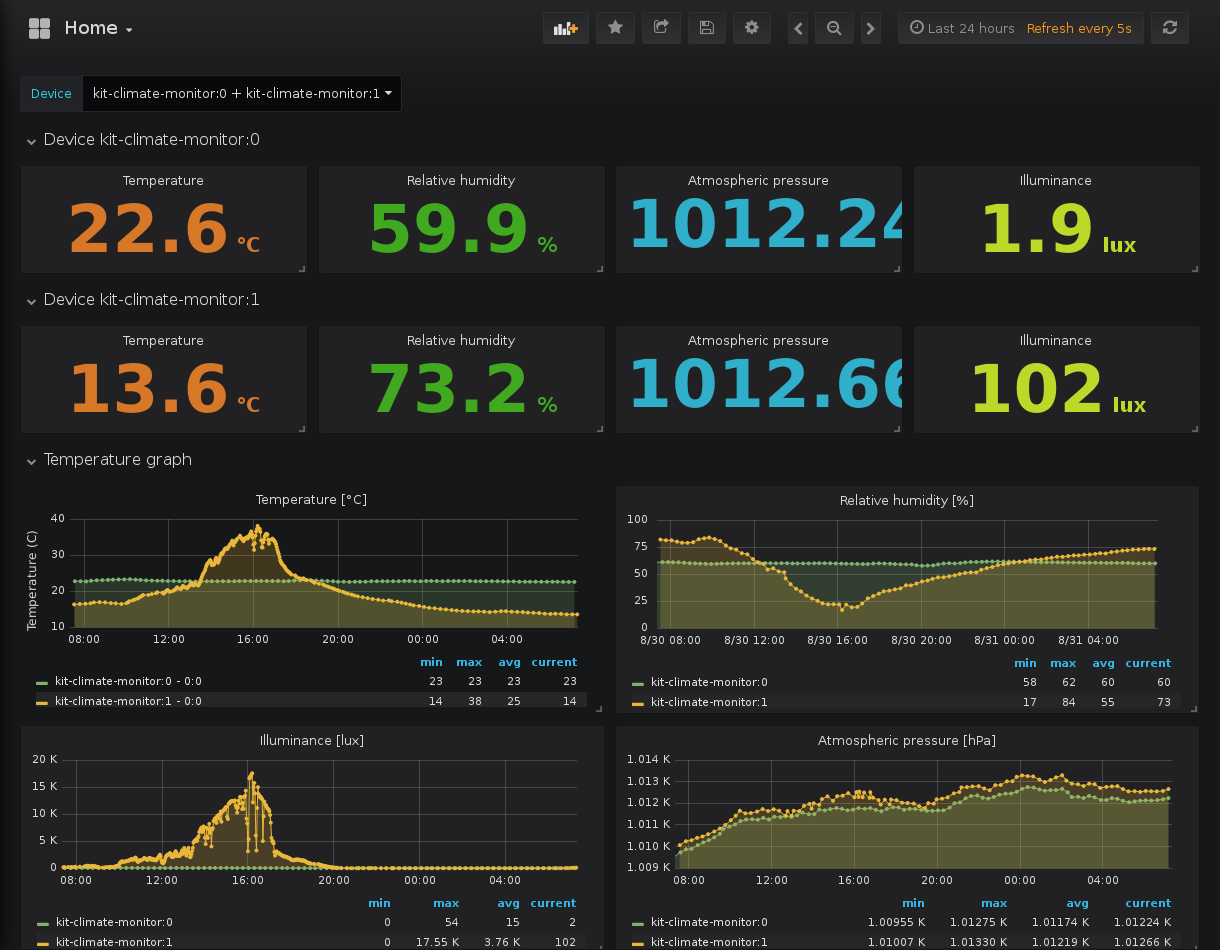 Home
Last 24 hours Refresh every 5s
Device kit-climate-monitor:0 + kit-climate-monitor:1
Device kit-climate-monitor:0
Temperature Relative humidity Atmospheric pressure Illuminance
22.6 °C 59.9 % 1012.24 1.9 lux
Device kit-climate-monitor:1
Temperature Relative humidity Atmospheric pressure Illuminance
13.6 °C 73.2 % 1012.66 102 lux
Temperature graph
Temperature [°C]
Temperature (C)
40
30
20
10
08:00 12:00 16:00 20:00 00:00 04:00
min max avg current
kit-climate-monitor:0 - 0:0 23 23 23 23
kit-climate-monitor:1 - 0:0 14 38 25 14
Relative humidity [%]
100
75
50
25
0
8/30 08:00 8/30 12:00 8/30 16:00 8/30 20:00 8/31 00:00 8/31 04:00
min max avg current
kit-climate-monitor:0 58 62 60 60
kit-climate-monitor:1 17 84 55 73
Illuminance [lux]
20 K
15 K
10 K
5 K
0
08:00 12:00 16:00 20:00 00:00 04:00
min max avg current
kit-climate-monitor:0 0 54 15 2
kit-climate-monitor:1 0 17.55 K 3.76 K 102
Atmospheric pressure [hPa]
1.014 K
1.013 K
1.012 K
1.011 K
1.010 K
1.009 K
08:00 12:00 16:00 20:00 00:00 04:00
min max avg current
kit-climate-monitor:0 1.00955 K 1.01275 K 1.01174 K 1.01224 K
kit-climate-monitor:1 1.01007 K 1.01330 K 1.01219 K 1.01266 K